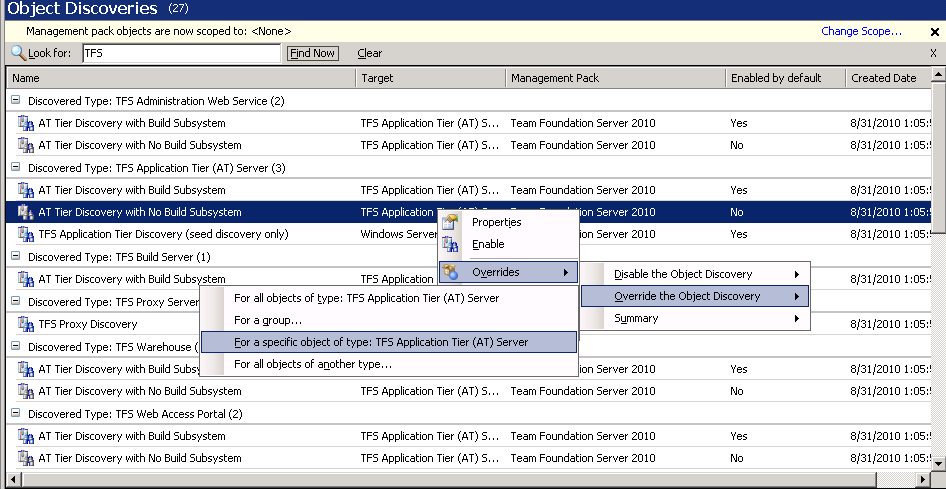 Object Discoveries (27)
Management pack objects are now scoped to: <None> Change Scope... x
Look for: TFS Find Now Clear X
Name Target Management Pack Enabled by default Created Date
Discovered Type: TFS Administration Web Service (2)
AT Tier Discovery with Build Subsystem TFS Application Tier (AT) S... Team Foundation Server 2010 Yes 8/31/2010 1:05:5
AT Tier Discovery with No Build Subsystem TFS Application Tier (AT) S... Team Foundation Server 2010 No 8/31/2010 1:05:5
Discovered Type: TFS Application Tier (AT) Server (3)
AT Tier Discovery with Build Subsystem TFS Application Tier (AT) S... Team Foundation Server 2010 Yes 8/31/2010 1:05:5
AT Tier Discovery with No Build Subsystem TFS Application Tier (AT) S... Team Foundation Server 2010 No 8/31/2010 1:05:5
TFS Application Tier Discovery (seed discovery only) Windows Server Yes 8/31/2010 1:05:5
Discovered Type: TFS Build Server (1)
AT Tier Discovery with Build Subsystem TFS Application 8/31/2010 1:05:5
Discovered Type: TFS Proxy Server
TFS Proxy Discovery 8/31/2010 1:05:5
Discovered Type: TFS Warehouse (
AT Tier Discovery with Build Subsystem TFS Application Tier (AT) S... Team Foundation Server 2010 Yes 8/31/2010 1:05:5
AT Tier Discovery with No Build Subsystem TFS Application Tier (AT) S... Team Foundation Server 2010 No 8/31/2010 1:05:5
Discovered Type: TFS Web Access Portal (2)
AT Tier Discovery with Build Subsystem TFS Application Tier (AT) S... Team Foundation Server 2010 Yes 8/31/2010 1:05:5
AT Tier Discovery with No Build Subsystem TFS Application Tier (AT) S... Team Foundation Server 2010 No 8/31/2010 1:05:5
Properties
Enable
Overrides
Disable the Object Discovery
Override the Object Discovery
Summary
For all objects of type: TFS Application Tier (AT) Server
For a group...
For a specific object of type: TFS Application Tier (AT) Server
For all objects of another type...